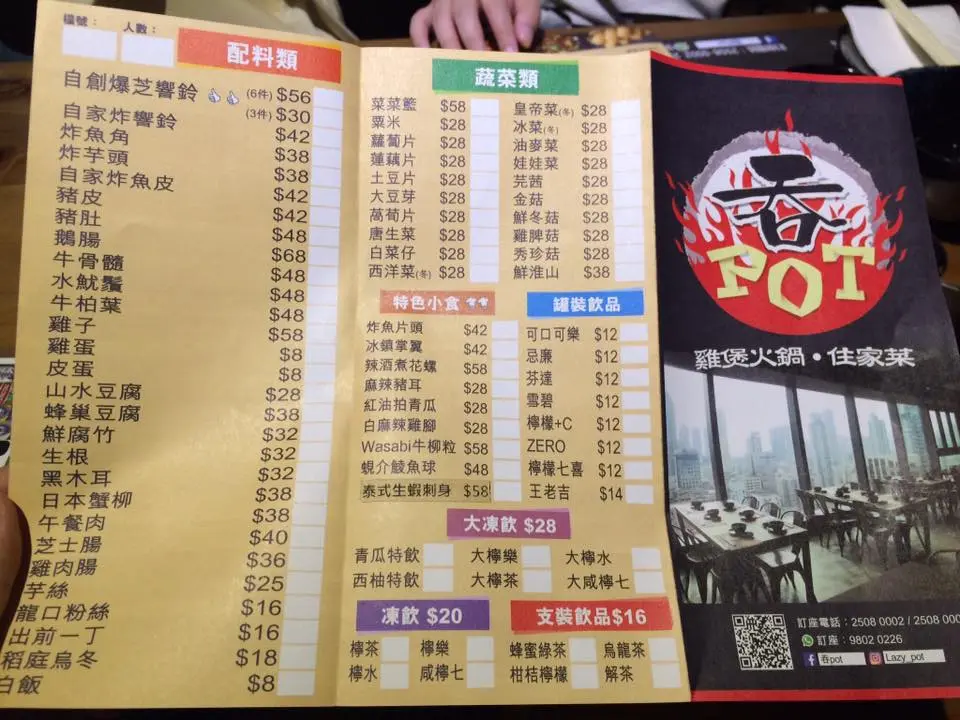 檯號： 人數：
配料類
自創爆芝響鈴 (6件) $56
自家炸響鈴 (3件) $30
炸魚角 $42
炸芋頭 $38
自家炸魚皮 $38
豬皮 $42
豬肚 $42
鵝腸 $48
牛骨髓 $68
水魷鬚 $48
牛柏葉 $48
雞子 $58
雞蛋 $8
皮蛋 $8
山水豆腐 $28
蜂巢豆腐 $38
鮮腐竹 $32
生根 $32
黑木耳 $32
日本蟹柳 $38
午餐肉 $38
芝士腸 $40
雞肉腸 $36
芋絲 $25
龍口粉絲 $16
出前一丁 $16
稻庭烏冬 $18
白飯 $8
蔬菜類
菜菜籃 $58
粟米 $28
蘿蔔片 $28
蓮藕片 $28
土豆片 $28
大豆芽 $28
萵荀片 $28
唐生菜 $28
白菜仔 $28
西洋菜(冬) $28
皇帝菜(冬) $28
冰菜(冬) $28
油麥菜 $28
娃娃菜 $28
芫茜 $28
金菇 $28
鮮冬菇 $28
雞脾菇 $28
秀珍菇 $28
鮮淮山 $38
特色小食
炸魚片頭 $42
冰鎮掌翼 $42
辣酒煮花螺 $58
麻辣豬耳 $28
紅油拍青瓜 $28
白麻辣雞腳 $28
Wasabi牛柳粒 $58
蜆介鯪魚球 $48
泰式生蝦刺身 $58
罐裝飲品
可口可樂 $12
忌廉 $12
芬達 $12
雪碧 $12
檸檬+C $12
ZERO $12
檸檬七喜 $12
王老吉 $14
大凍飲 $28
青瓜特飲 大檸樂 大檸水
西柚特飲 大檸茶 大咸檸七
凍飲 $20
檸茶 檸樂
檸水 咸檸七
支裝飲品$16
蜂蜜綠茶 烏龍茶
柑桔檸檬 解茶
吞
POT
雞煲火鍋・住家菜
訂座電話：2508 0002 / 2508 000
訂座：9802 0226
吞pot Lazy_pot